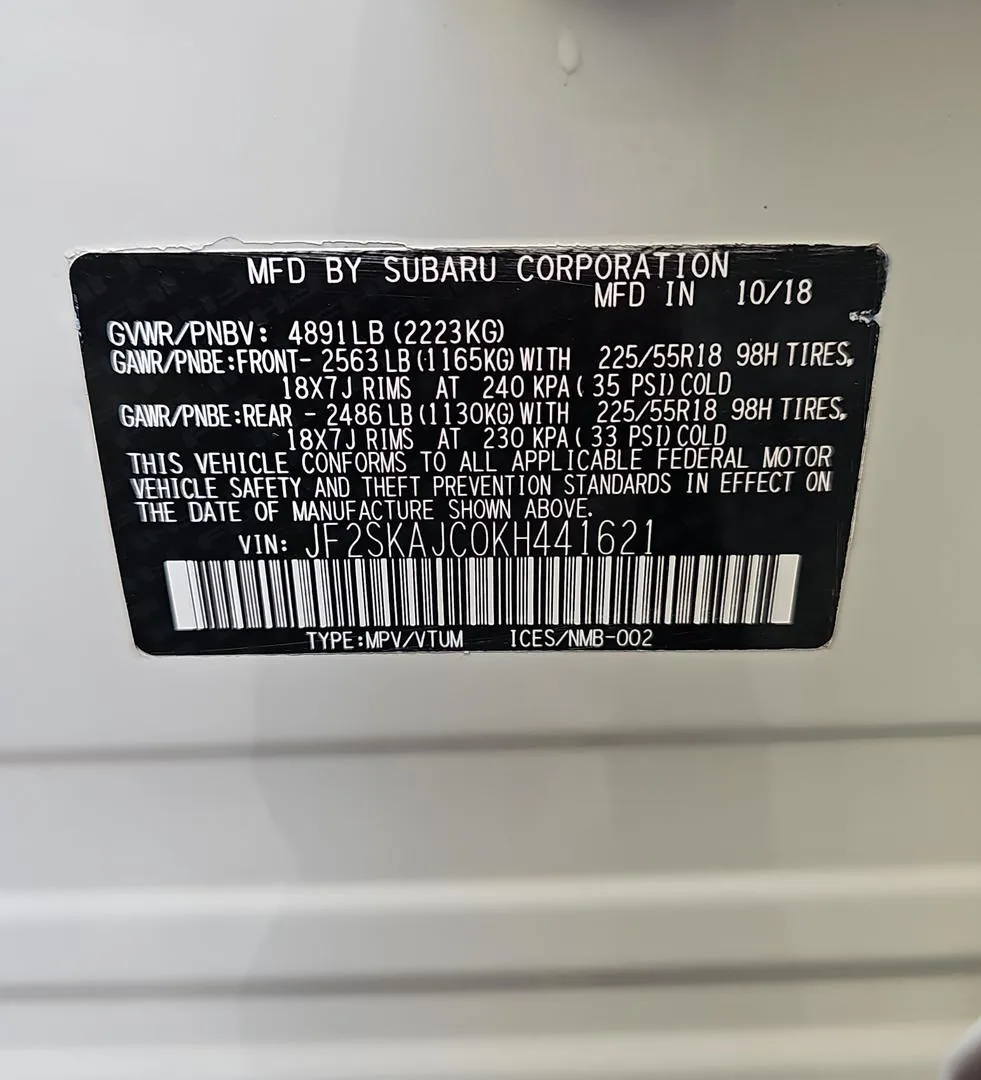 MFD BY SUBARU CORPORATION
MFD IN 10/18
GVWR/PNBV: 4891LB (2223KG)
GAWR/PNBE:FRONT- 2563 LB (1165KG) WITH 225/55R18 98H TIRES,
18X7J RIMS AT 240 KPA ( 35 PSI) COLD
GAWR/PNBE:REAR - 2486 LB (1130KG) WITH 225/55R18 98H TIRES,
18X7J RIMS AT 230 KPA ( 33 PSI) COLD
THIS VEHICLE CONFORMS TO ALL APPLICABLE FEDERAL MOTOR
VEHICLE SAFETY AND THEFT PREVENTION STANDARDS IN EFFECT ON
THE DATE OF MANUFACTURE SHOWN ABOVE.
VIN: JF2SKAJC0KH441621
TYPE:MPV/VTUM ICES/NMB-002